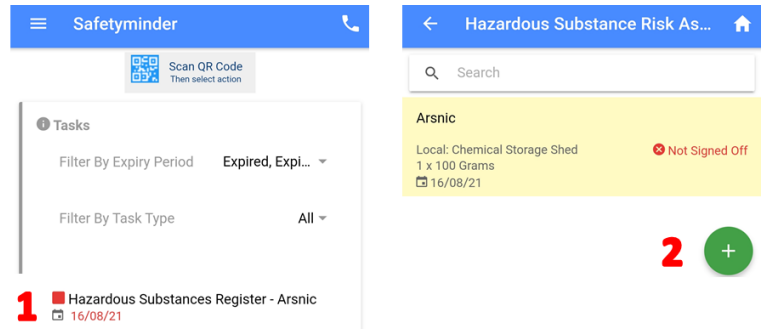 Safetyminder
Scan QR Code
Then select action
Tasks
Filter By Expiry Period Expired, Expi...
Filter By Task Type All
1
Hazardous Substances Register - Arsnic
16/08/21
Hazardous Substance Risk As...
Search
Arsnic
Local: Chemical Storage Shed
Not Signed Off
1 x 100 Grams
16/08/21
2
+